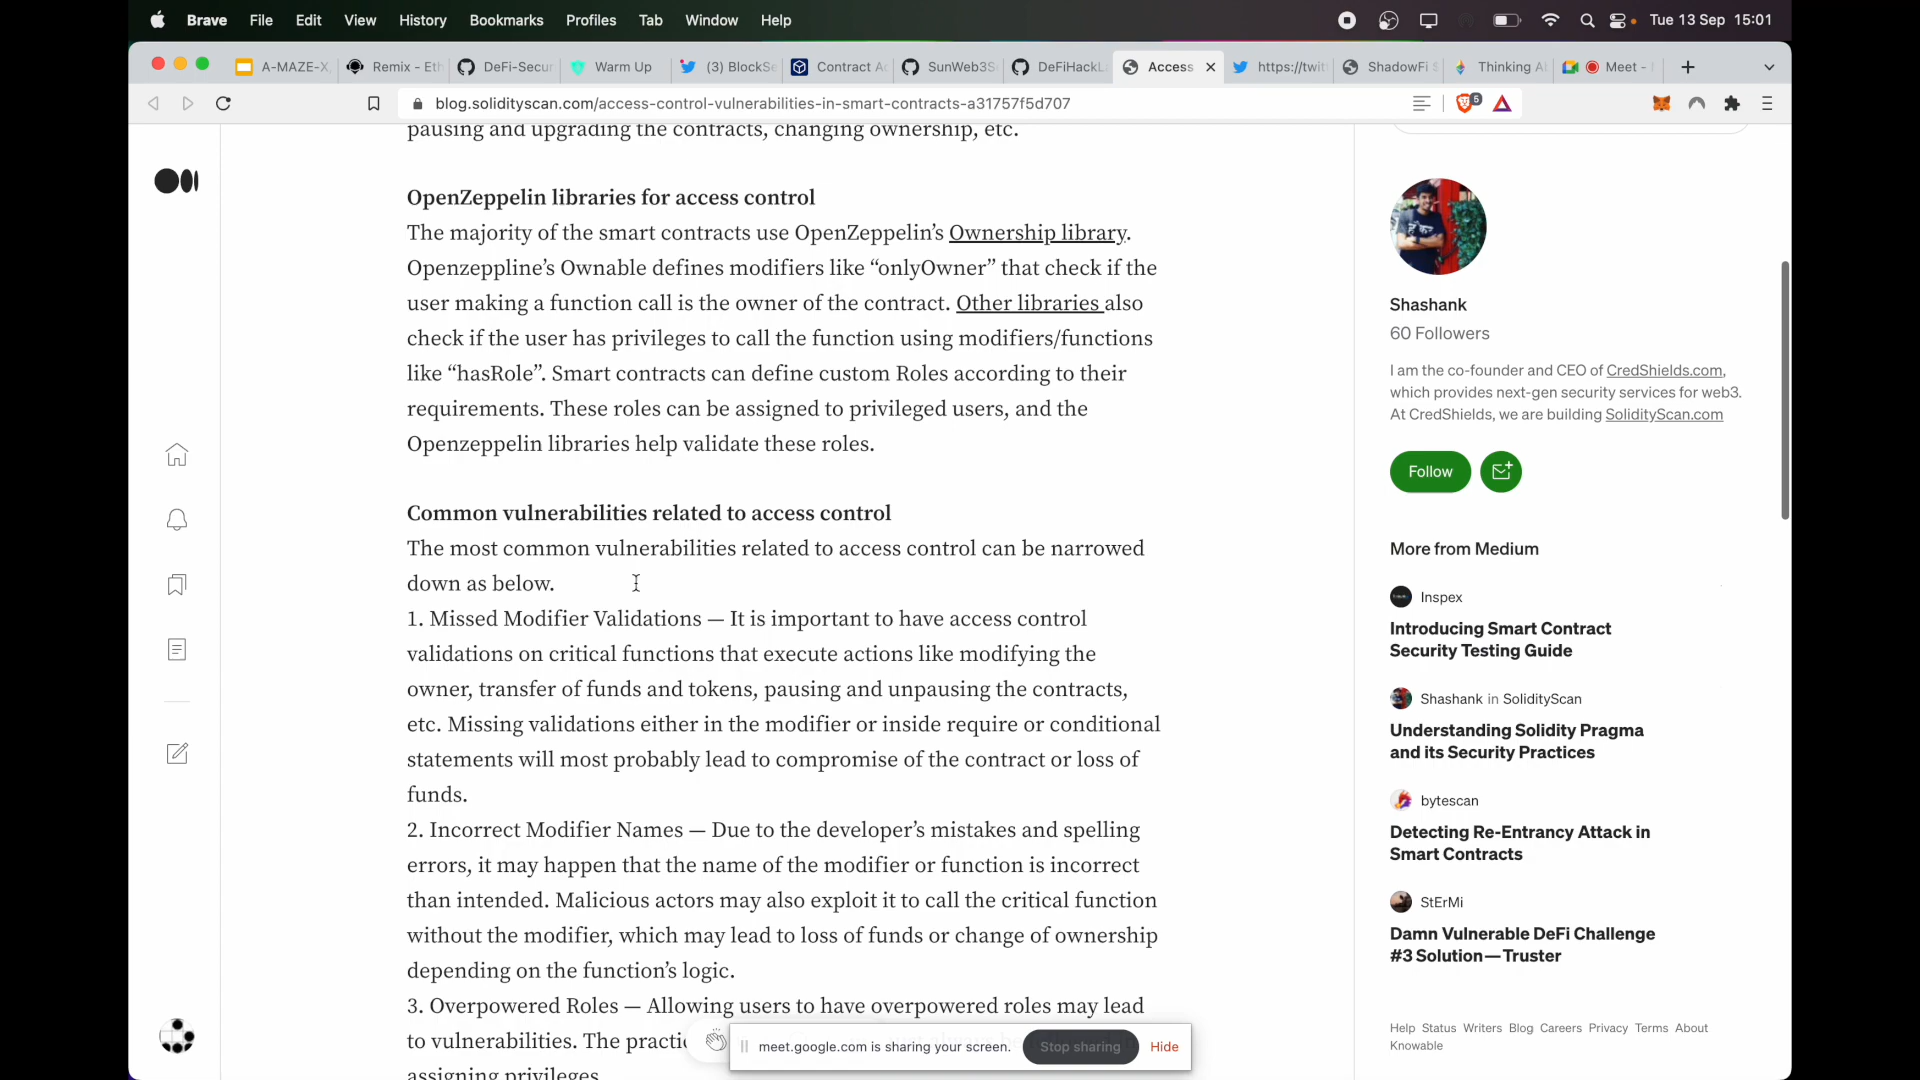 Brave File Edit View History Bookmarks Profiles Tab Window Help Tue 13 Sep 15:01
A-MAZE-X Remix - Eth DeFi-Secur Warm Up (3) BlockSe Contract Ac SunWeb3S DeFiHackL Access https://twit ShadowFi S Thinking A Meet -
blog.solidityscan.com/access-control-vulnerabilities-in-smart-contracts-a31757f5d707 5
pausing and upgrading the contracts, changing ownership, etc.
OpenZeppelin libraries for access control
The majority of the smart contracts use OpenZeppelin’s Ownership library.
Openzeppline’s Ownable defines modifiers like “onlyOwner” that check if the
user making a function call is the owner of the contract. Other libraries also
check if the user has privileges to call the function using modifiers/functions
like “hasRole”. Smart contracts can define custom Roles according to their
requirements. These roles can be assigned to privileged users, and the
Openzeppelin libraries help validate these roles.
Common vulnerabilities related to access control
The most common vulnerabilities related to access control can be narrowed
down as below.
1. Missed Modifier Validations — It is important to have access control
validations on critical functions that execute actions like modifying the
owner, transfer of funds and tokens, pausing and unpausing the contracts,
etc. Missing validations either in the modifier or inside require or conditional
statements will most probably lead to compromise of the contract or loss of
funds.
2. Incorrect Modifier Names — Due to the developer’s mistakes and spelling
errors, it may happen that the name of the modifier or function is incorrect
than intended. Malicious actors may also exploit it to call the critical function
without the modifier, which may lead to loss of funds or change of ownership
depending on the function’s logic.
3. Overpowered Roles — Allowing users to have overpowered roles may lead
to vulnerabilities. The practic
assigning privileges.
meet.google.com is sharing your screen. Stop sharing Hide
Shashank
60 Followers
I am the co-founder and CEO of CredShields.com,
which provides next-gen security services for web3.
At CredShields, we are building SolidityScan.com
Follow
More from Medium
Inspex
Introducing Smart Contract
Security Testing Guide
Shashank in SolidityScan
Understanding Solidity Pragma
and its Security Practices
bytescan
Detecting Re-Entrancy Attack in
Smart Contracts
StErMi
Damn Vulnerable DeFi Challenge
#3 Solution — Truster
Help Status Writers Blog Careers Privacy Terms About
Knowable